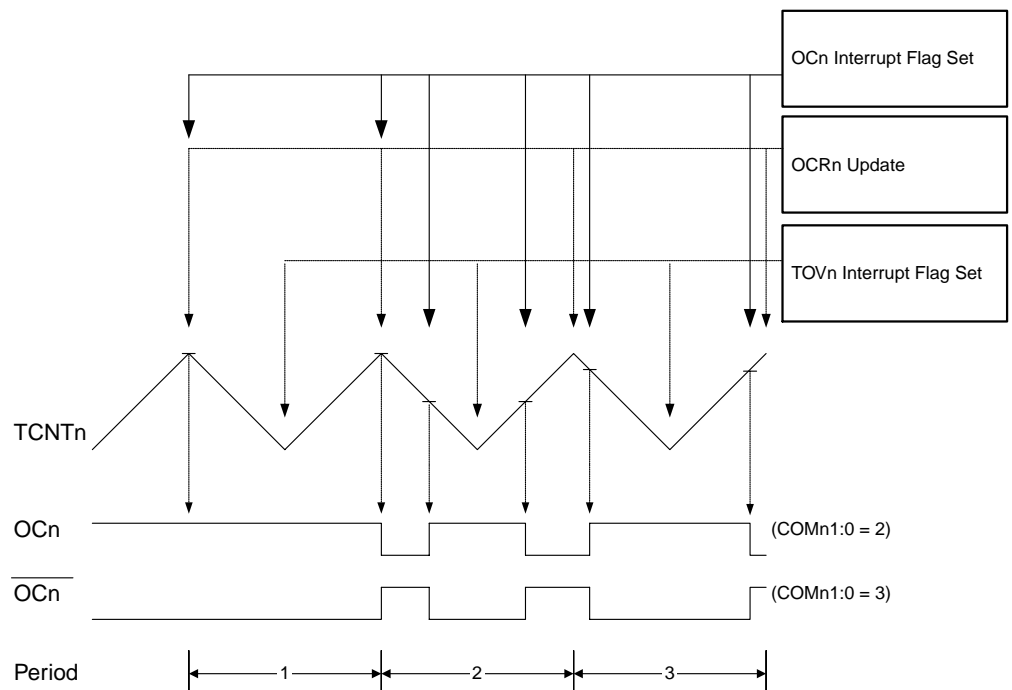 OCn Interrupt Flag Set
OCRn Update
TOVn Interrupt Flag Set
TCNTn
OCn
(COMn1:0 = 2)
OCn
(COMn1:0 = 3)
Period
1
2
3